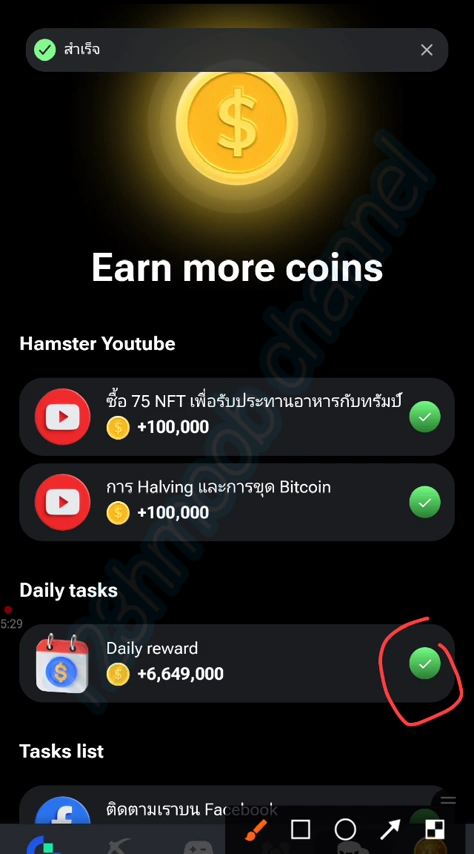 สำเร็จ
Earn more coins
Hamster Youtube
ซื้อ 75 NFT เพื่อรับประทานอาหารกับทรัมป์
+100,000
การ Halving และการขุด Bitcoin
+100,000
Daily tasks
5:29
Daily reward
+6,649,000
Tasks list
ติดตามเราบน Facebook